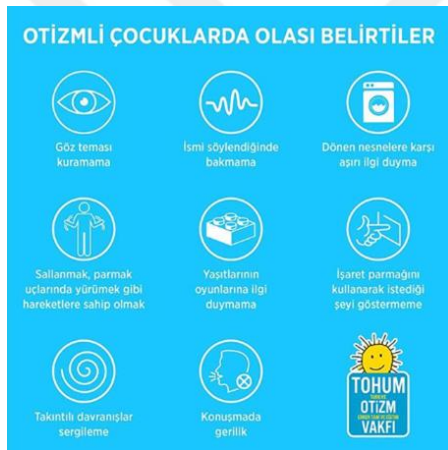 OTİZMLİ ÇOCUKLARDA OLASI BELİRTİLER
Göz teması
kuramama
İsmi söylendiğinde
bakmama
Dönen nesnelere karşı
aşırı ilgi duyma
Sallanmak, parmak
uçlarında yürümek gibi
hareketlere sahip olmak
Yaşıtlarının
oyunlarına ilgi
duymama
İşaret parmağını
kullanarak istediği
şeyi göstermeme
Takıntılı davranışlar
sergileme
Konuşmada
gerilik
TOHUM
OTİZM
VAKFI